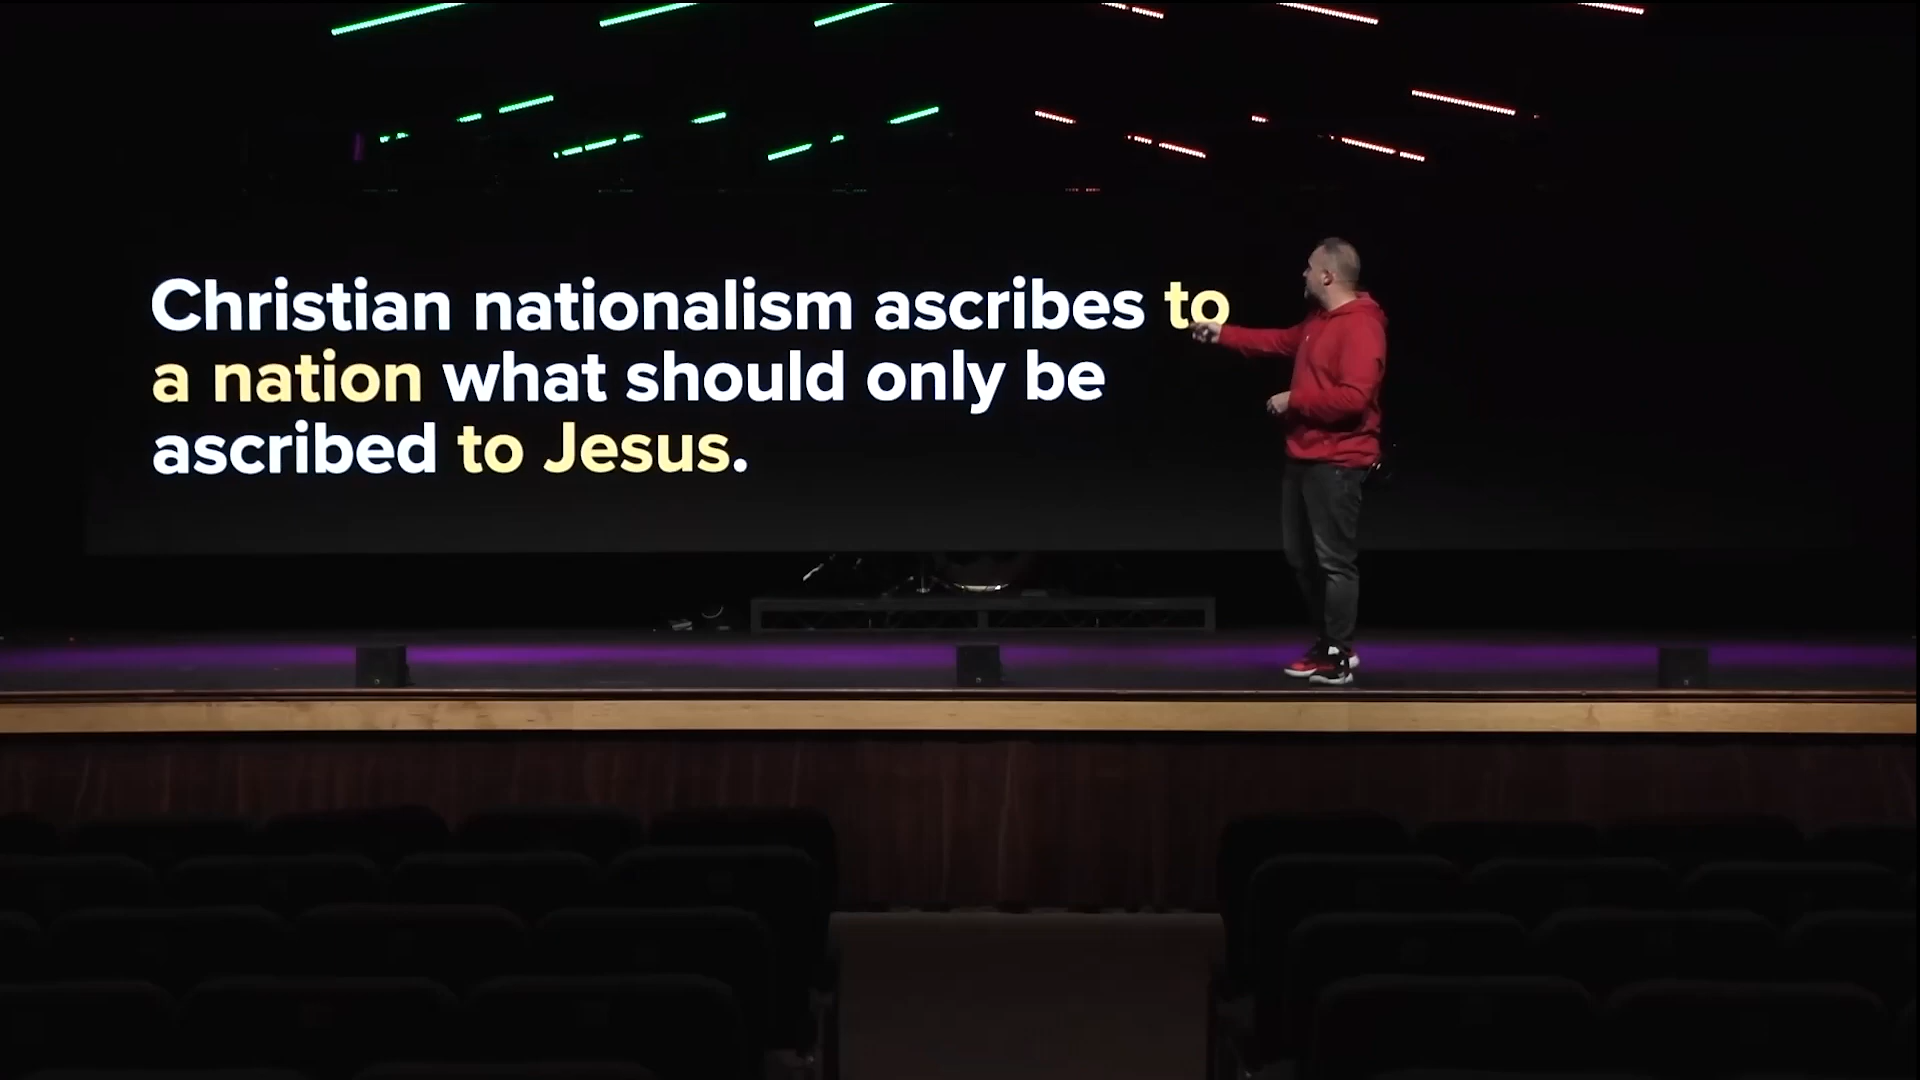 Christian nationalism ascribes to
a nation what should only be
ascribed to Jesus.